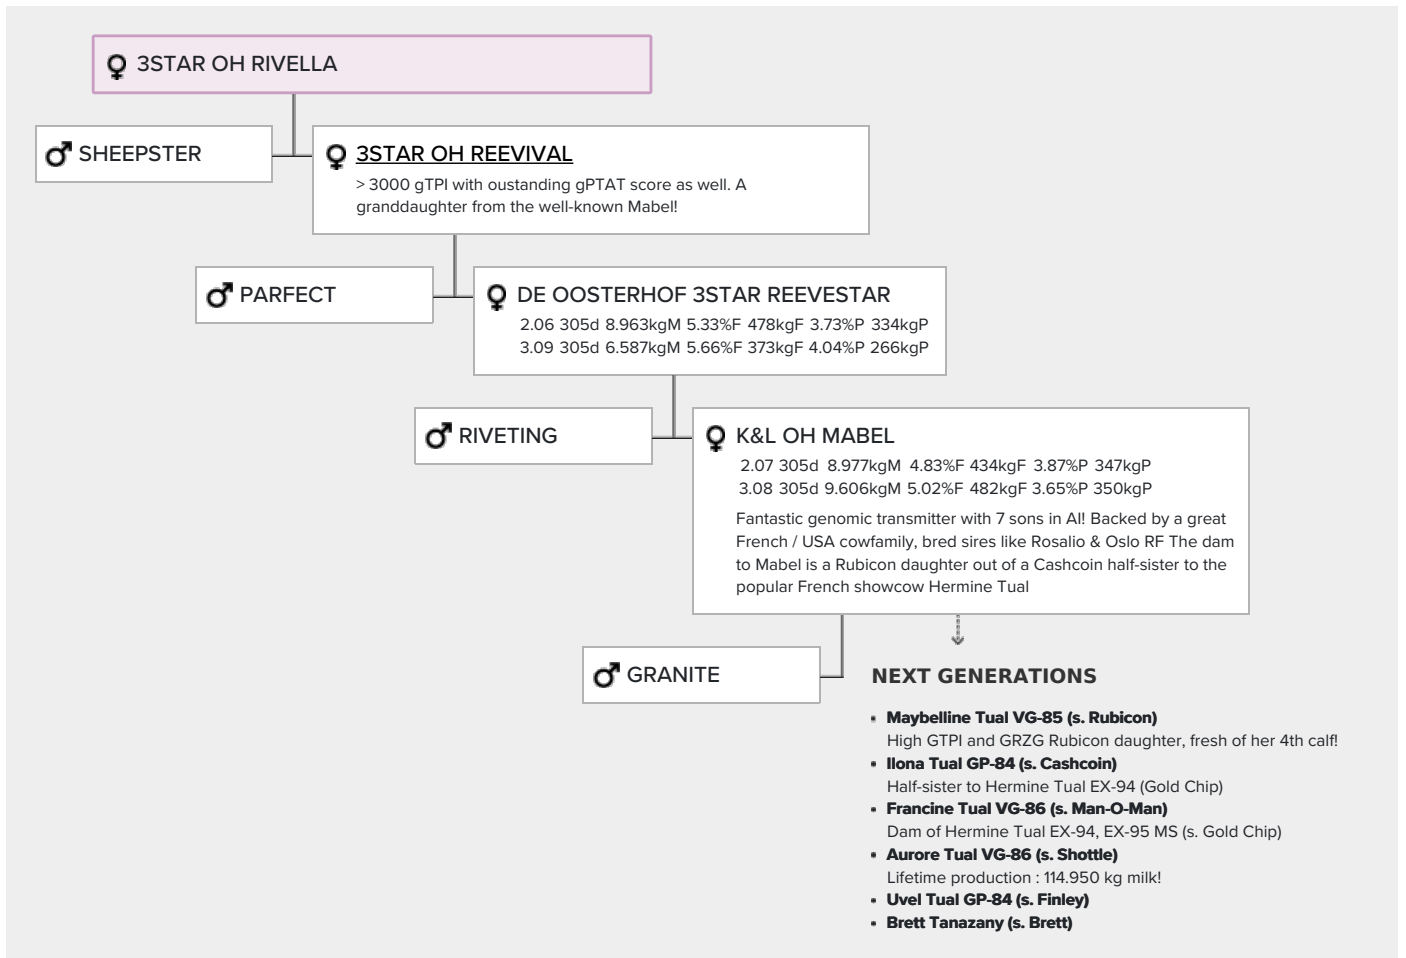 3STAR OH RIVELLA
SHEEPSTER
3STAR OH REEVIVAL
> 3000 gTPI with oustanding gPTAT score as well. A
granddaughter from the well-known Mabel!
PARFECT
DE OOSTERHOF 3STAR REEVESTAR
2.06 305d 8.963kgM 5.33%F 478kgF 3.73%P 334kgP
3.09 305d 6.587kgM 5.66%F 373kgF 4.04%P 266kgP
RIVETING
K&L OH MABEL
2.07 305d 8.977kgM 4.83%F 434kgF 3.87%P 347kgP
3.08 305d 9.606kgM 5.02%F 482kgF 3.65%P 350kgP
Fantastic genomic transmitter with 7 sons in AI! Backed by a great
French / USA cowfamily, bred sires like Rosalio & Oslo RF The dam
to Mabel is a Rubicon daughter out of a Cashcoin half-sister to the
popular French showcow Hermine Tual
GRANITE
NEXT GENERATIONS
Maybelline Tual VG-85 (s. Rubicon)
High GTPI and GRZG Rubicon daughter, fresh of her 4th calf!
Ilona Tual GP-84 (s. Cashcoin)
Half-sister to Hermine Tual EX-94 (Gold Chip)
Francine Tual VG-86 (s. Man-O-Man)
Dam of Hermine Tual EX-94, EX-95 MS (s. Gold Chip)
Aurore Tual VG-86 (s. Shottle)
Lifetime production : 114.950 kg milk!
Uvel Tual GP-84 (s. Finley)
Brett Tanazany (s. Brett)